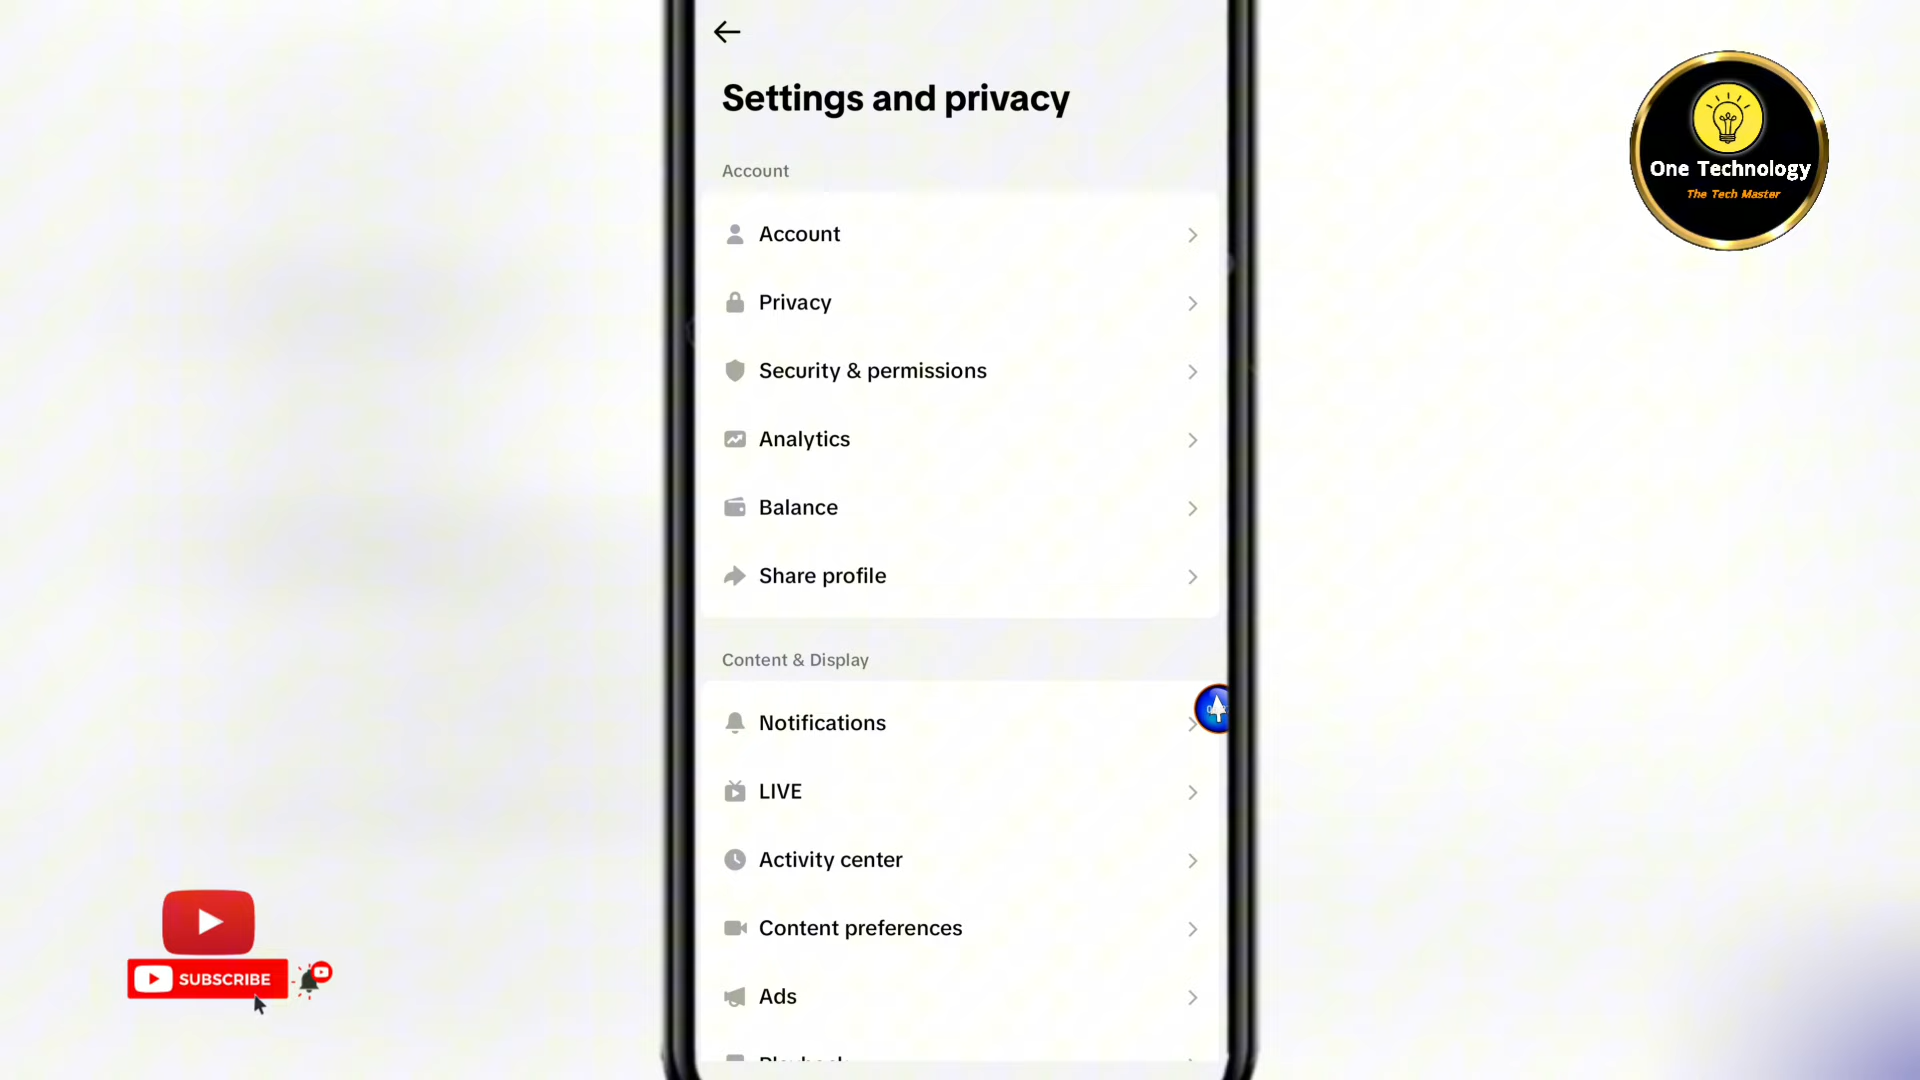 Settings and privacy
Account
Account
Privacy
Security & permissions
Analytics
Balance
Share profile
Content & Display
Notifications
LIVE
Activity center
Content preferences
Ads
One Technology
The Tech Master
SUBSCRIBE